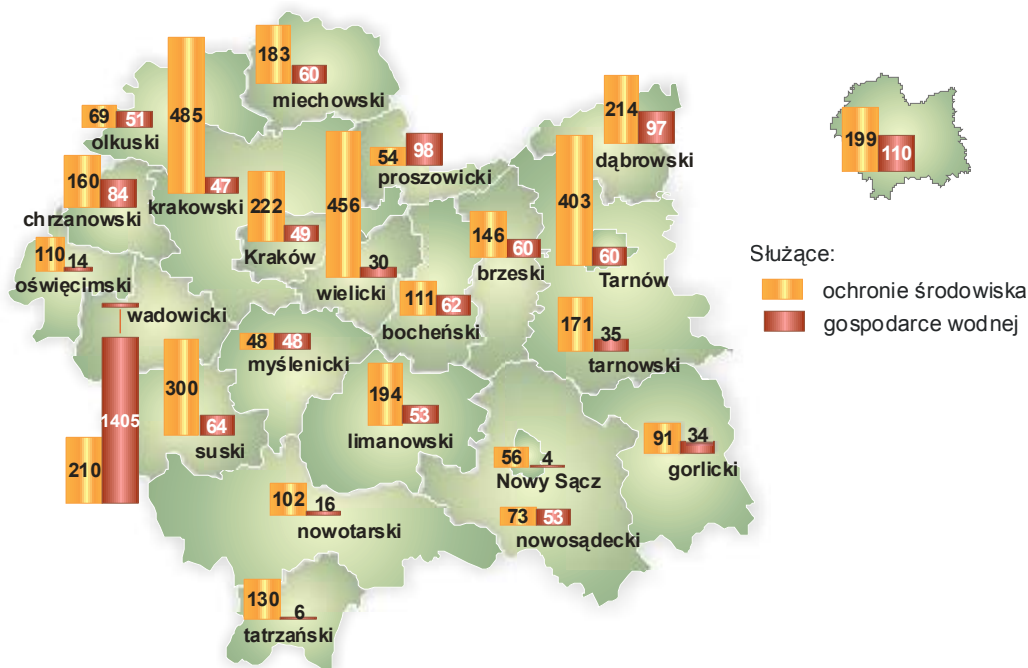 183
60
miechowski
69
51
olkuski
485
47
krakowski
54
98
proszowicki
214
97
dąbrowski
199
110
160
84
chrzanowski
222
49
Kraków
456
30
wielicki
146
60
brzeski
403
60
Tarnów
110
14
oświęcimski
111
62
bocheński
171
35
tarnowski
wadowicki
210
1405
300
64
suski
48
48
myślenicki
194
53
limanowski
56
4
Nowy Sącz
91
34
gorlicki
102
16
nowotarski
73
53
nowosądecki
130
6
tatrzański
Służące:
ochronie środowiska
gospodarce wodnej